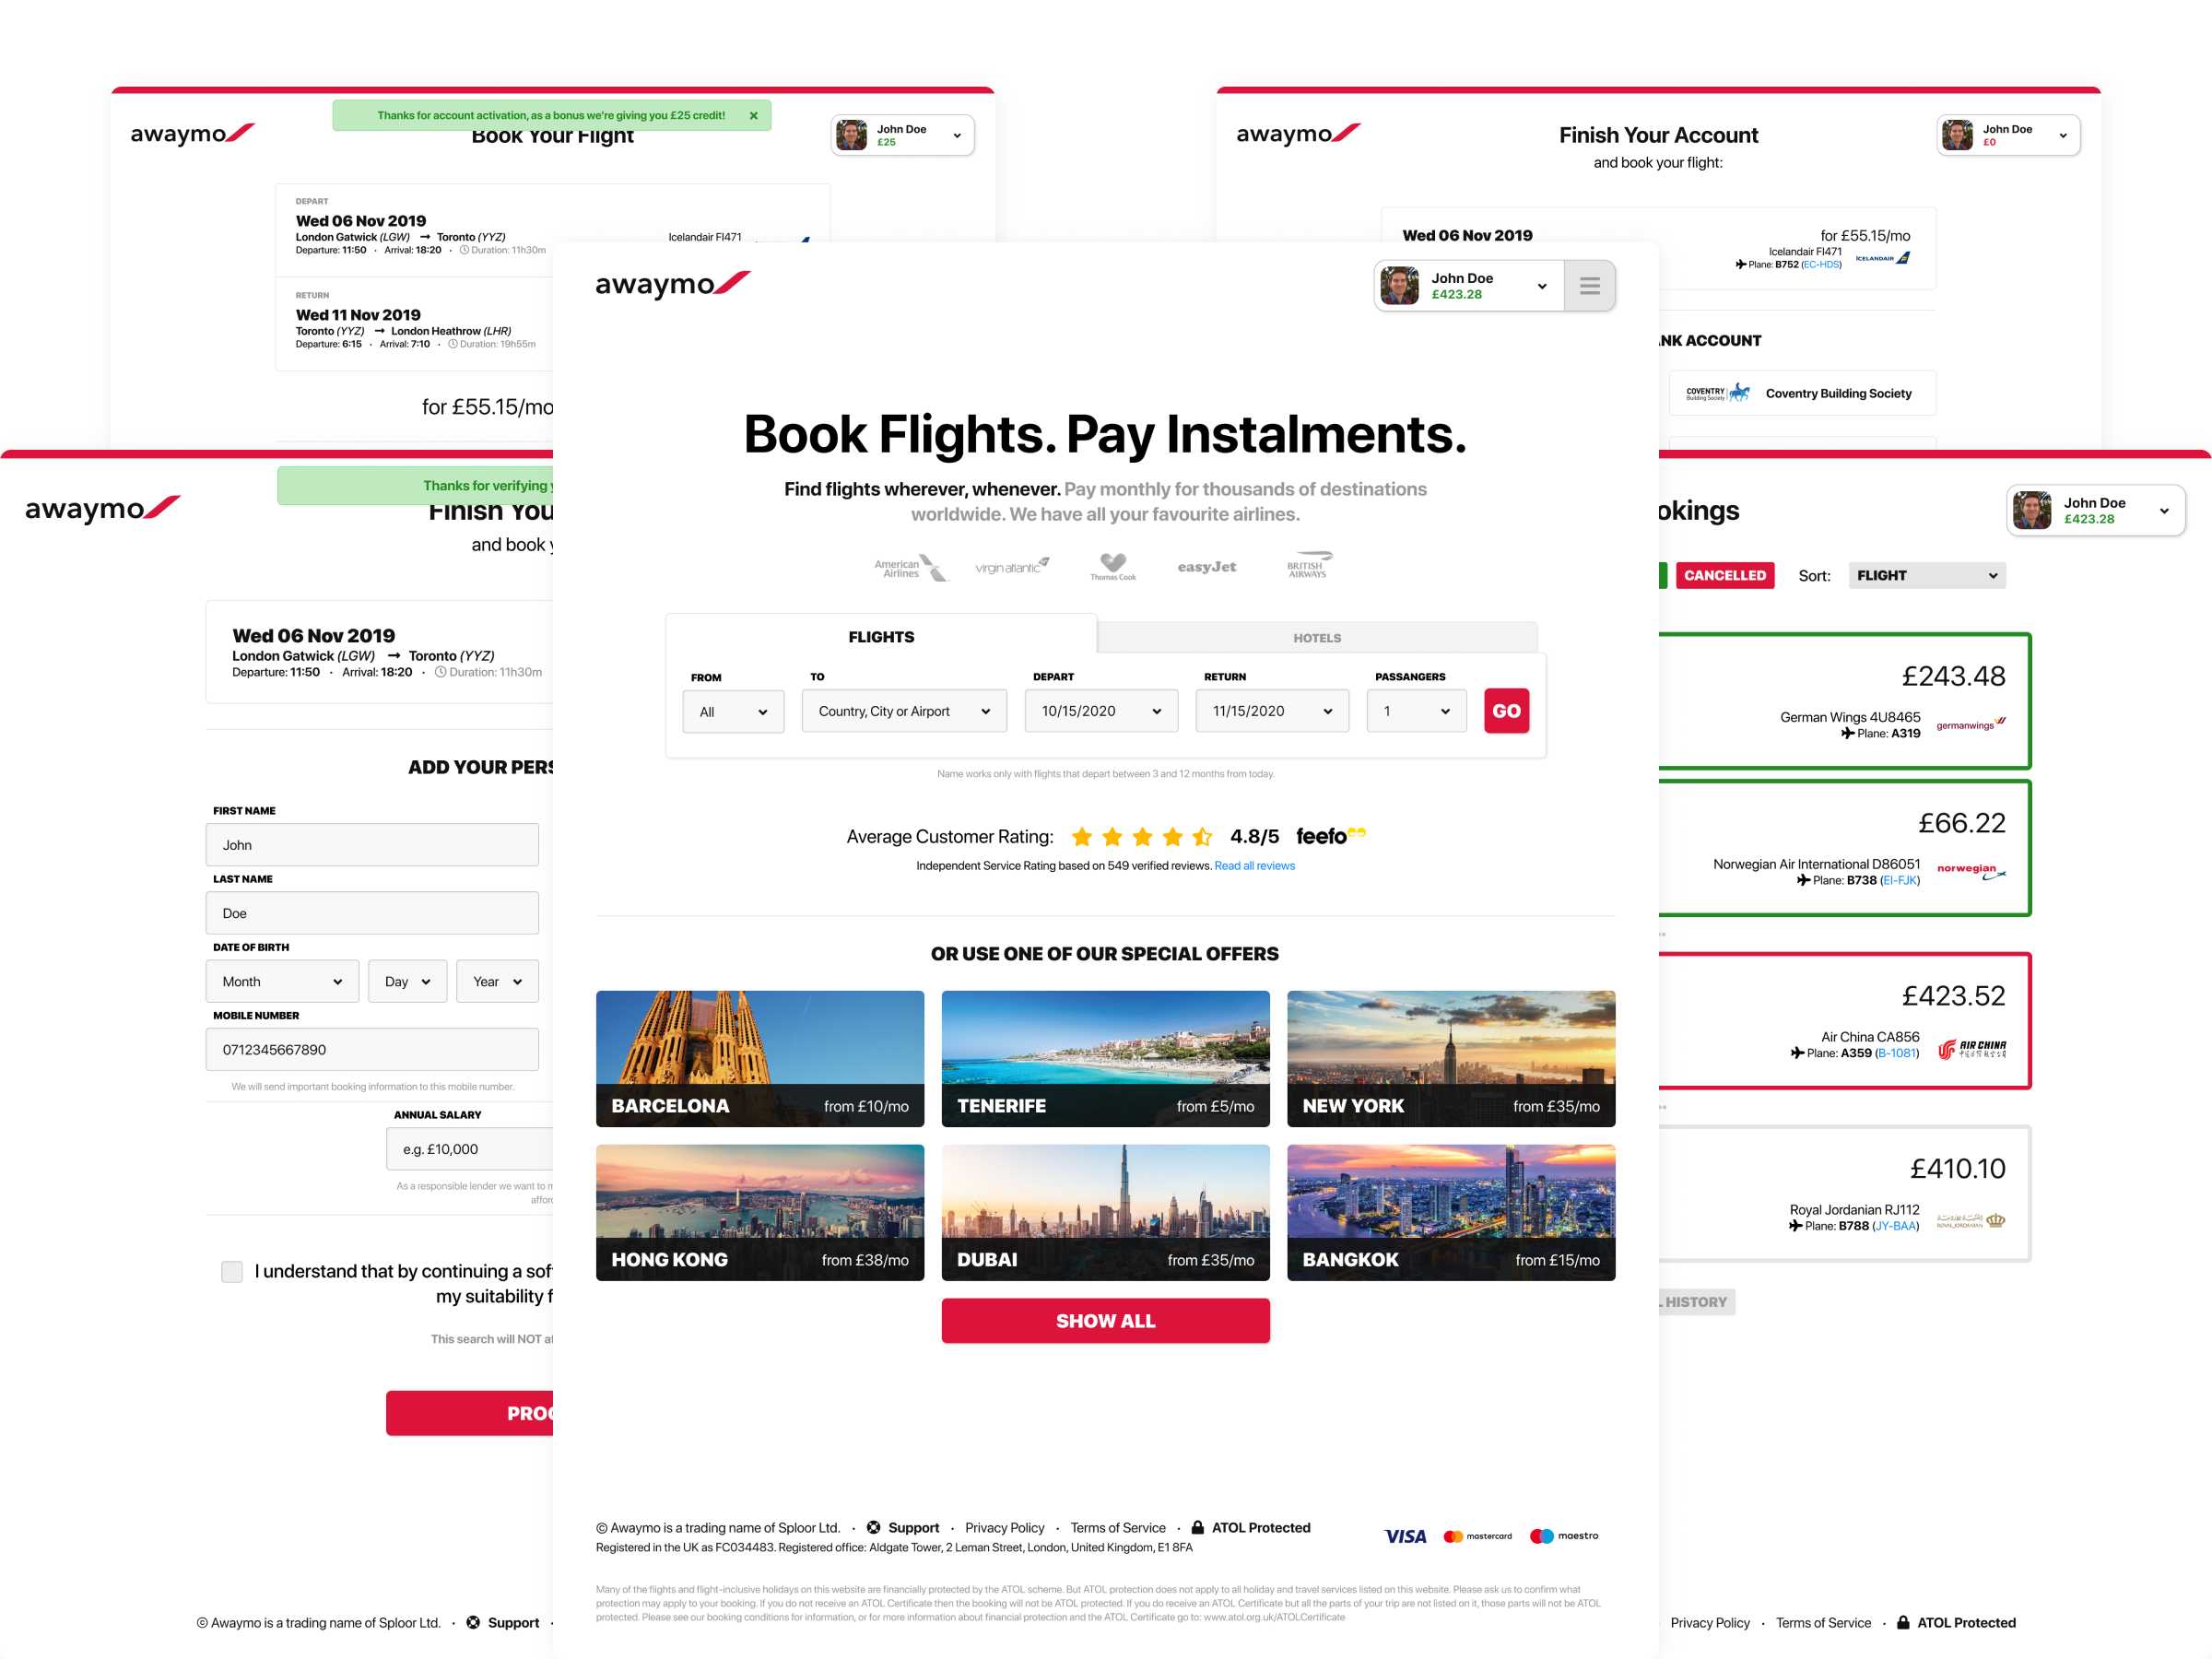 Thanks for account activation, as a bonus we're giving you £25 credit!
awaymo
Book Your Flight
John Doe
£25
DEPART
Wed 06 Nov 2019
London Gatwick (LGW) → Toronto (YYZ)
Departure: 11:50 · Arrival: 18:20 · Duration: 11h30m
Icelandair FI471
RETURN
Wed 11 Nov 2019
Toronto (YYZ) → London Heathrow (LHR)
Departure: 6:15 · Arrival: 7:10 · Duration: 19h55m
for £55.15/mo
awaymo
Finish Your Account
and book your flight:
John Doe
£0
Wed 06 Nov 2019
for £55.15/mo
Icelandair FI471
Plane: B752 (EC-HDS)
ICELANDAIR
NK ACCOUNT
COVENTRY
Building Society
Coventry Building Society
Thanks for verifying
awaymo
Finish You
and book
Wed 06 Nov 2019
London Gatwick (LGW) → Toronto (YYZ)
Departure: 11:50 · Arrival: 18:20 · Duration: 11h30m
ADD YOUR PERS
FIRST NAME
John
LAST NAME
Doe
DATE OF BIRTH
Month Day Year
MOBILE NUMBER
0712345667890
We will send important booking information to this mobile number.
ANNUAL SALARY
e.g. £10,000
As a responsible lender we want to m
afford
I understand that by continuing a sof
my suitability f
This search will NOT af
PROC
© Awaymo is a trading name of Sploor Ltd. · Support ·
awaymo
John Doe
£423.28
Book Flights. Pay Instalments.
Find flights wherever, whenever. Pay monthly for thousands of destinations
worldwide. We have all your favourite airlines.
American
Airlines
virgin atlantic
Thomas Cook
easyJet
BRITISH
AIRWAYS
FLIGHTS
HOTELS
FROM TO DEPART RETURN PASSANGERS
All Country, City or Airport 10/15/2020 11/15/2020 1 GO
Name works only with flights that depart between 3 and 12 months from today.
Average Customer Rating: 4.8/5 feefo
Independent Service Rating based on 549 verified reviews. Read all reviews
OR USE ONE OF OUR SPECIAL OFFERS
BARCELONA from £10/mo
TENERIFE from £5/mo
NEW YORK from £35/mo
HONG KONG from £38/mo
DUBAI from £35/mo
BANGKOK from £15/mo
SHOW ALL
© Awaymo is a trading name of Sploor Ltd. · Support · Privacy Policy · Terms of Service · ATOL Protected
Registered in the UK as FC034483. Registered office: Aldgate Tower, 2 Leman Street, London, United Kingdom, E1 8FA
VISA mastercard maestro
Many of the flights and flight-inclusive holidays on this website are financially protected by the ATOL scheme. But ATOL protection does not apply to all holiday and travel services listed on this website. Please ask us to confirm what
protection may apply to your booking. If you do not receive an ATOL Certificate then the booking will not be ATOL protected. If you do receive an ATOL Certificate but all the parts of your trip are not listed on it, those parts will not be ATOL
protected. Please see our booking conditions for information, or for more information about financial protection and the ATOL Certificate go to: www.atol.org.uk/ATOLCertificate
okings
John Doe
£423.28
CANCELLED Sort: FLIGHT
£243.48
German Wings 4U8465
Plane: A319
germanwings
£66.22
Norwegian Air International D86051
Plane: B738 (EI-FJK)
norwegian
£423.52
Air China CA856
Plane: A359 (B-1081)
AIR CHINA
£410.10
Royal Jordanian RJ112
Plane: B788 (JY-BAA)
ROYAL JORDANIAN
L HISTORY
Privacy Policy · Terms of Service · ATOL Protected